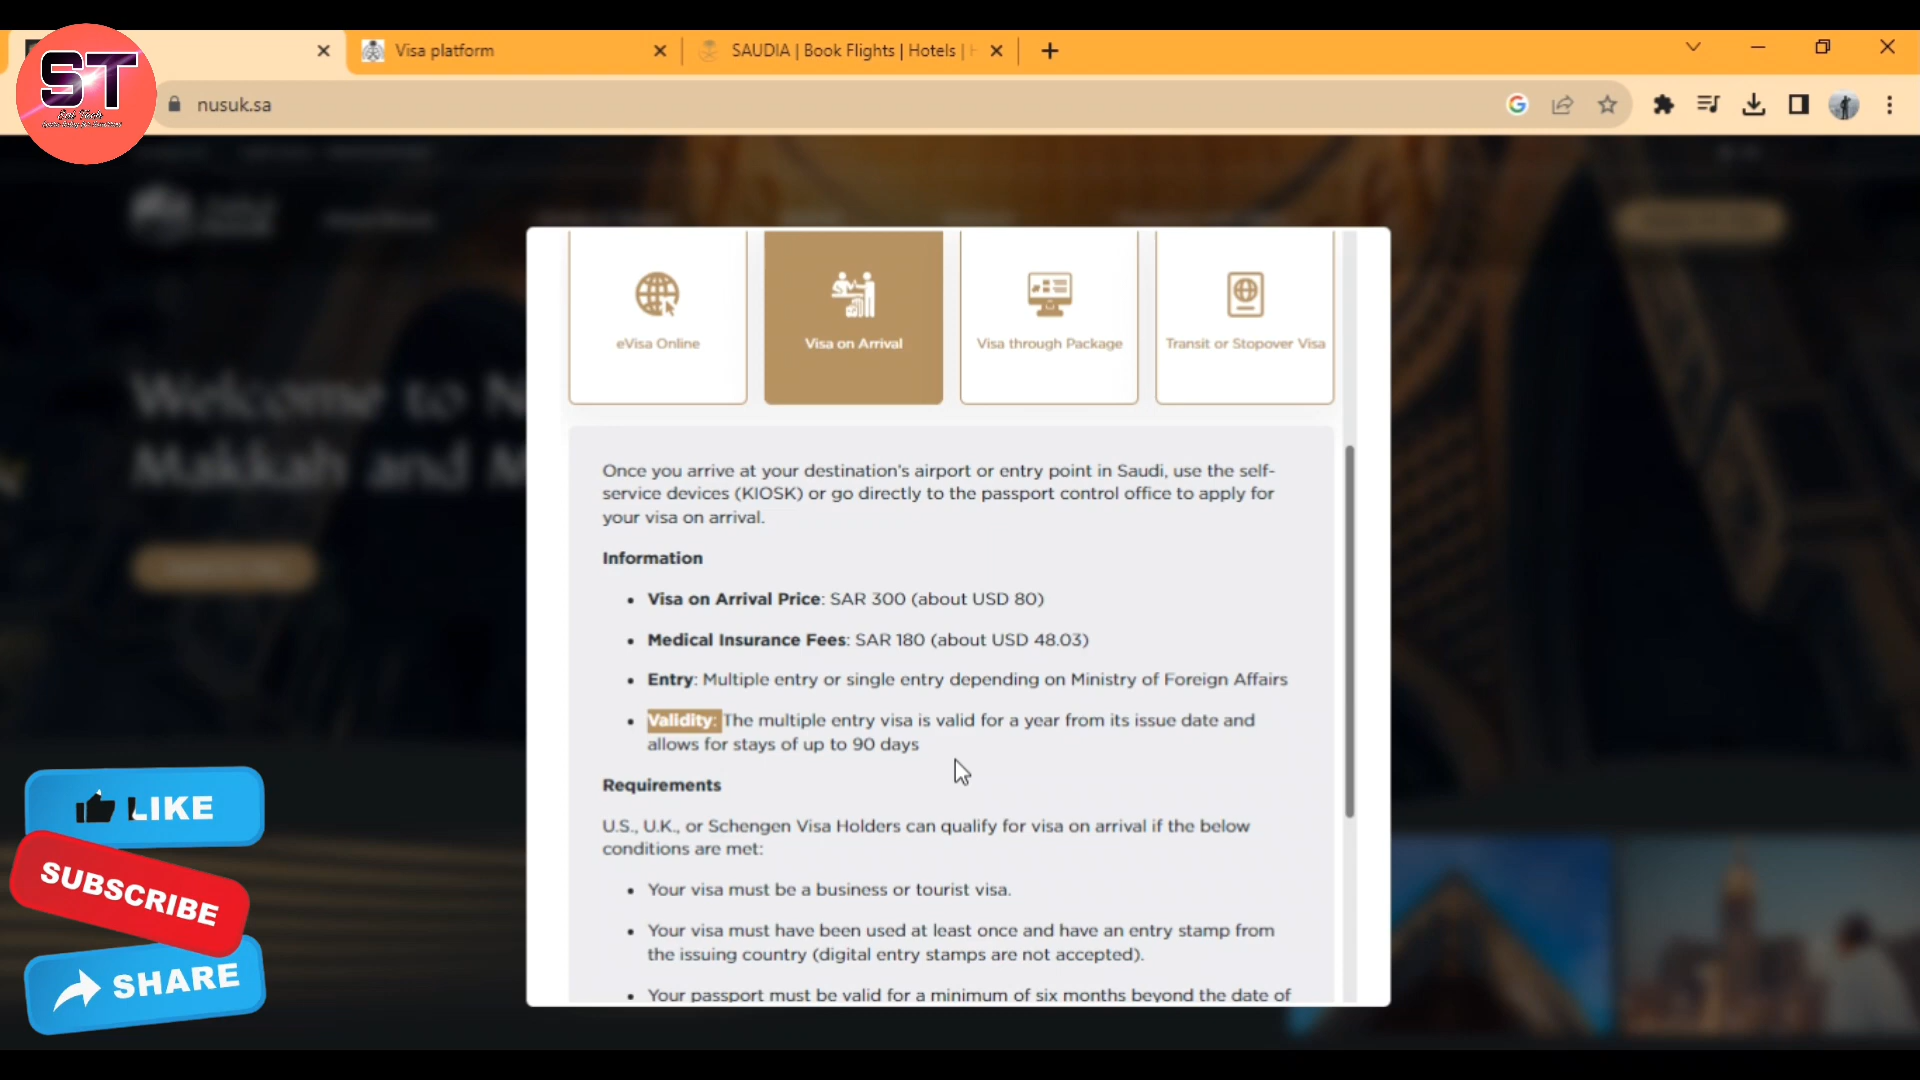 ST
Visa platform
SAUDIA | Book Flights | Hotels |
nusuk.sa
Welcome to N
Makkah and M
eVisa Online
Visa on Arrival
Visa through Package
Transit or Stopover Visa
Once you arrive at your destination's airport or entry point in Saudi, use the self-
service devices (KIOSK) or go directly to the passport control office to apply for
your visa on arrival.
Information
• Visa on Arrival Price: SAR 300 (about USD 80)
• Medical Insurance Fees: SAR 180 (about USD 48.03)
• Entry: Multiple entry or single entry depending on Ministry of Foreign Affairs
• Validity: The multiple entry visa is valid for a year from its issue date and
allows for stays of up to 90 days
Requirements
U.S., U.K., or Schengen Visa Holders can qualify for visa on arrival if the below
conditions are met:
• Your visa must be a business or tourist visa.
• Your visa must have been used at least once and have an entry stamp from
the issuing country (digital entry stamps are not accepted).
• Your passport must be valid for a minimum of six months beyond the date of
LIKE
SUBSCRIBE
SHARE